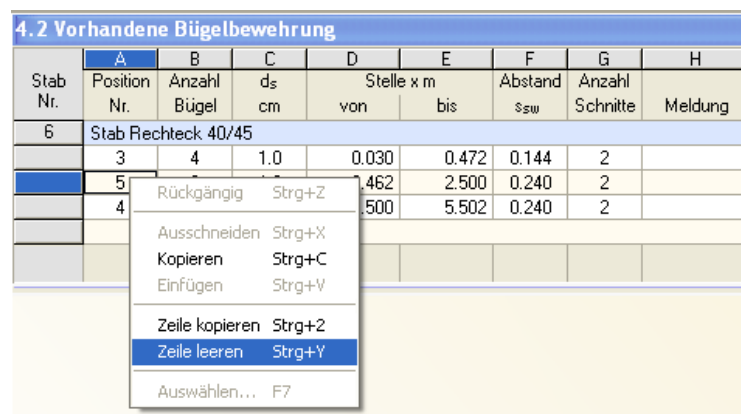 4.2 Vorhandene Bügelbewehrung
A B C D E F G H
Stab Position Anzahl ds Stelle x m Abstand Anzahl
Nr. Nr. Bügel cm von bis ssw Schnitte Meldung
6 Stab Rechteck 40/45
3 4 1.0 0.030 0.472 0.144 2
5 .462 2.500 0.240 2
4 .500 5.502 0.240 2
Rückgängig Strg+Z
Ausschneiden Strg+X
Kopieren Strg+C
Einfügen Strg+V
Zeile kopieren Strg+2
Zeile leeren Strg+Y
Auswählen... F7